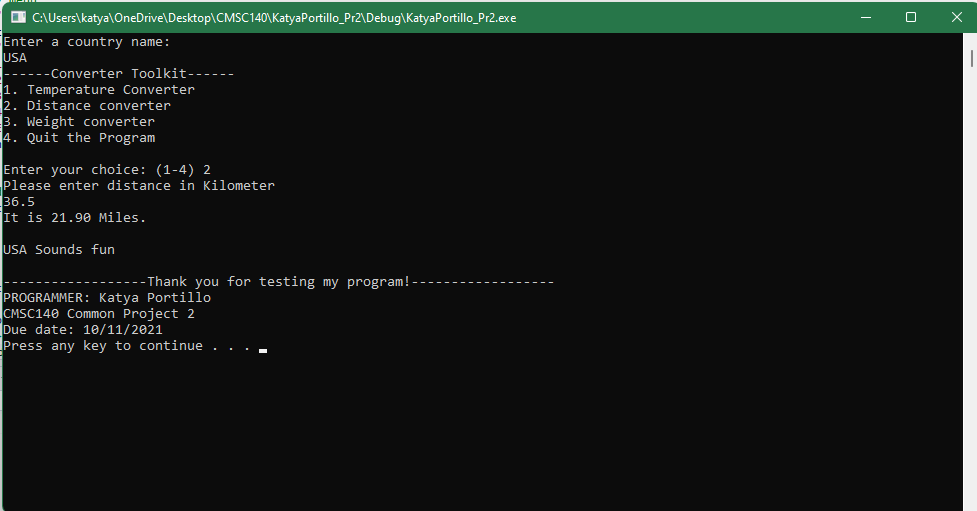 C:\Users\katya\OneDrive\Desktop\CMSC140\KatyaPortillo_Pr2\Debug\KatyaPortillo_Pr2.exe
Enter a country name:
USA
------Converter Toolkit------
1. Temperature Converter
2. Distance converter
3. Weight converter
4. Quit the Program
Enter your choice: (1-4) 2
Please enter distance in Kilometer
36.5
It is 21.90 Miles.
USA Sounds fun
------------------Thank you for testing my program!------------------
PROGRAMMER: Katya Portillo
CMSC140 Common Project 2
Due date: 10/11/2021
Press any key to continue . . .